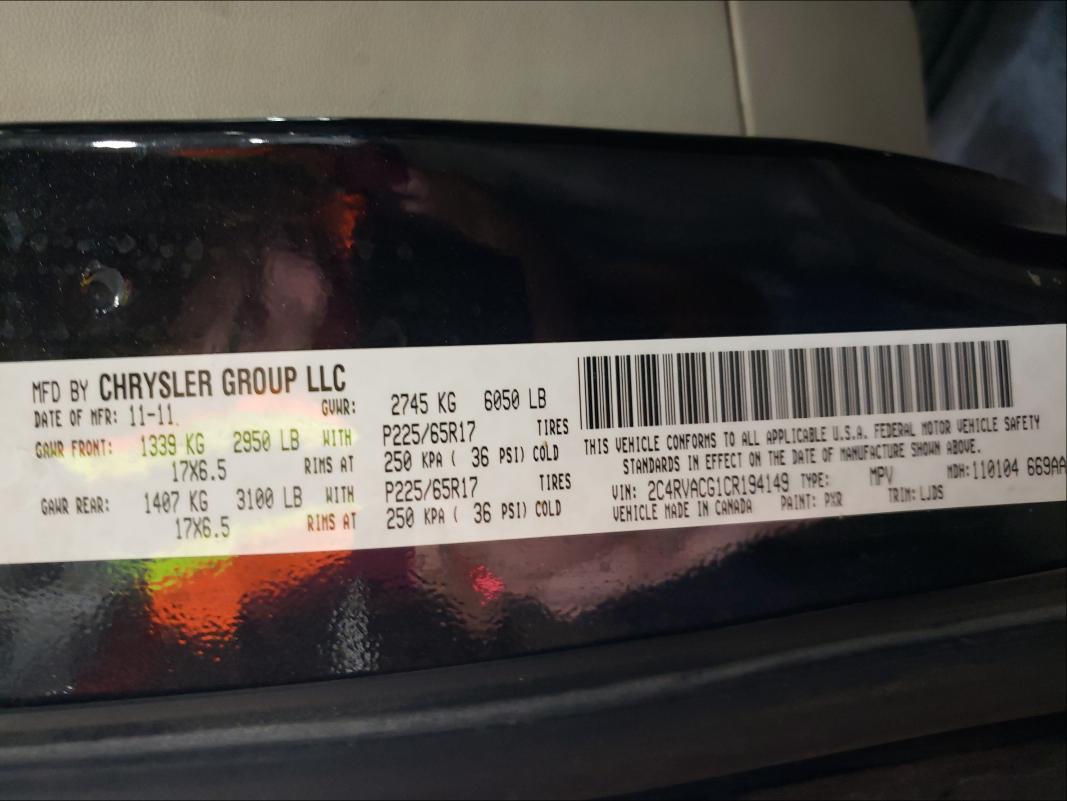 MFD BY CHRYSLER GROUP LLC
DATE OF MFR: 11-11 GVWR: 2745 KG 6050 LB
GAWR FRONT: 1339 KG 2950 LB WITH P225/65R17 TIRES
17X6.5 RIMS AT 250 KPA ( 36 PSI) COLD
GAWR REAR: 1407 KG 3100 LB WITH P225/65R17 TIRES
17X6.5 RIMS AT 250 KPA ( 36 PSI) COLD
THIS VEHICLE CONFORMS TO ALL APPLICABLE U.S.A. FEDERAL MOTOR VEHICLE SAFETY
STANDARDS IN EFFECT ON THE DATE OF MANUFACTURE SHOWN ABOVE.
VIN: 2C4RVACG1CR194149 TYPE: MPV MDH: 110104 669AA
VEHICLE MADE IN CANADA PAINT: PXR TRIM: LJDS